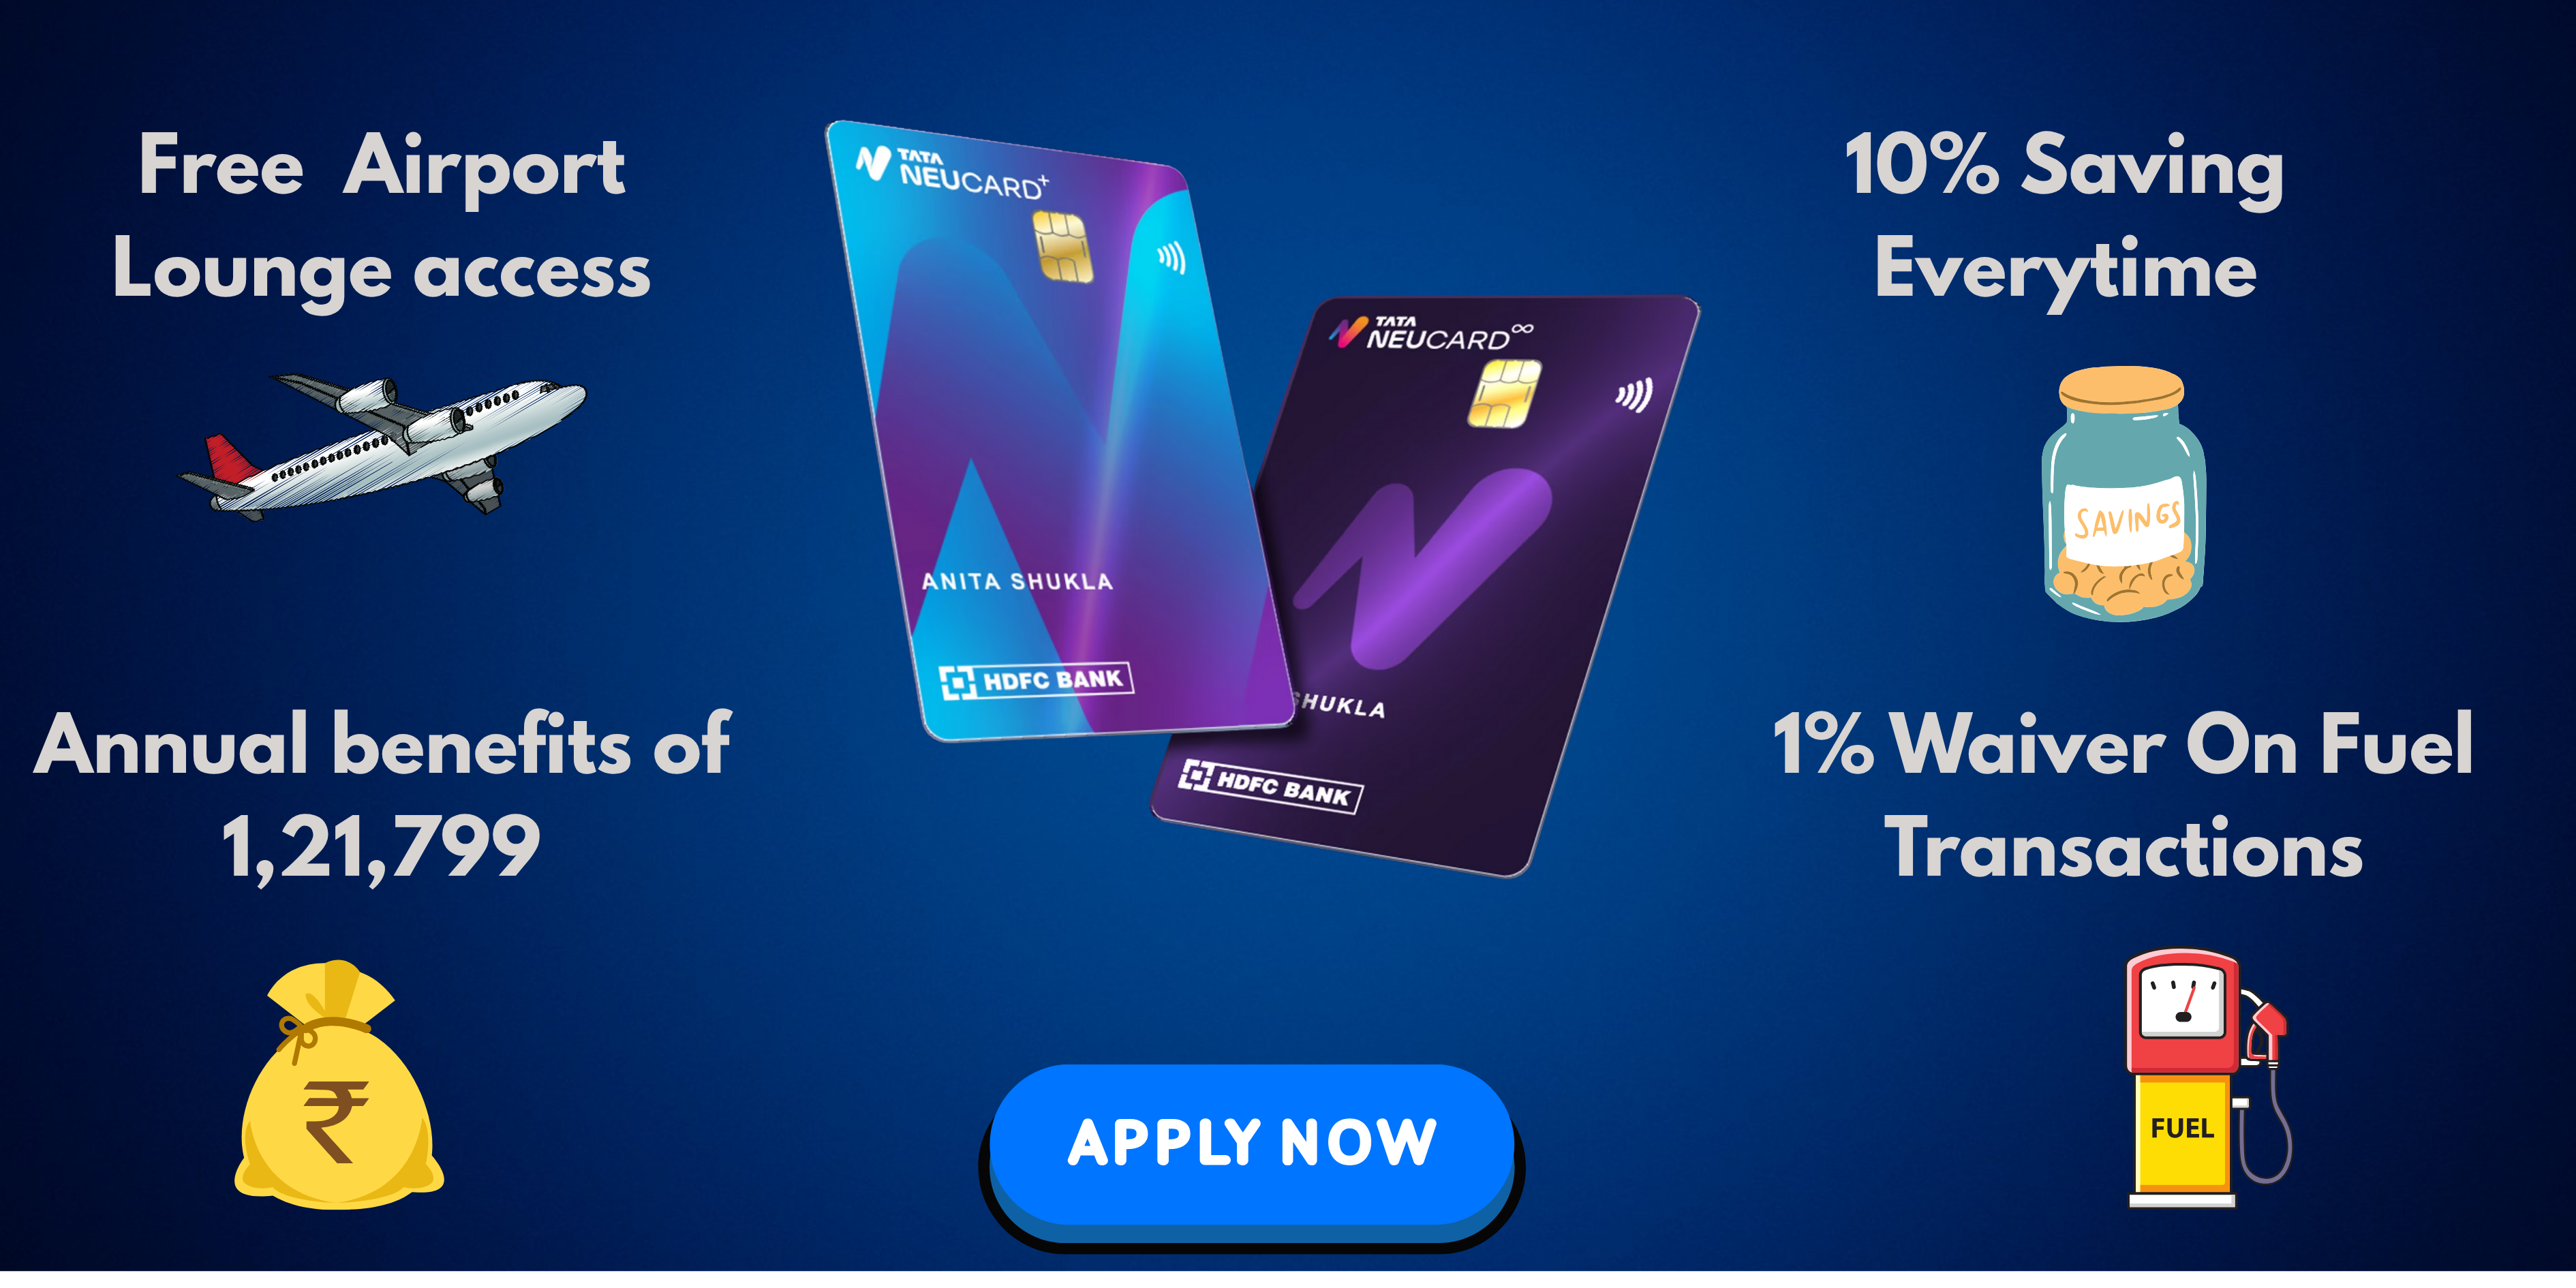 Free Airport
Lounge access
Annual benefits of
1,21,799
₹
TATA
NEUCARD+
ANITA SHUKLA
HDFC BANK
TATA
NEUCARD∞
SHUKLA
HDFC BANK
APPLY NOW
10% Saving
Everytime
SAVINGS
1% Waiver On Fuel
Transactions
FUEL